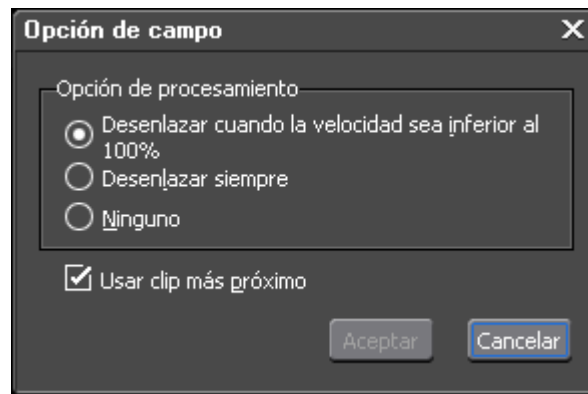 Opción de campo
Opción de procesamiento
Desenlazar cuando la velocidad sea inferior al
100%
Desenlazar siempre
Ninguno
Usar clip más próximo
Aceptar
Cancelar